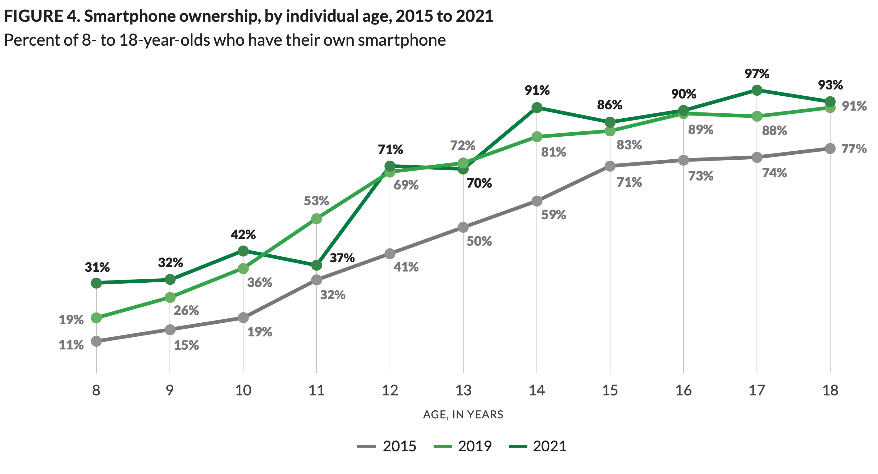 FIGURE 4. Smartphone ownership, by individual age, 2015 to 2021
Percent of 8- to 18-year-olds who have their own smartphone
31% 32% 42% 37% 71% 70% 91% 86% 90% 97% 93%
19% 26% 36% 53% 69% 72% 81% 83% 89% 88% 91%
11% 15% 19% 32% 41% 50% 59% 71% 73% 74% 77%
8 9 10 11 12 13 14 15 16 17 18
AGE, IN YEARS
2015 2019 2021